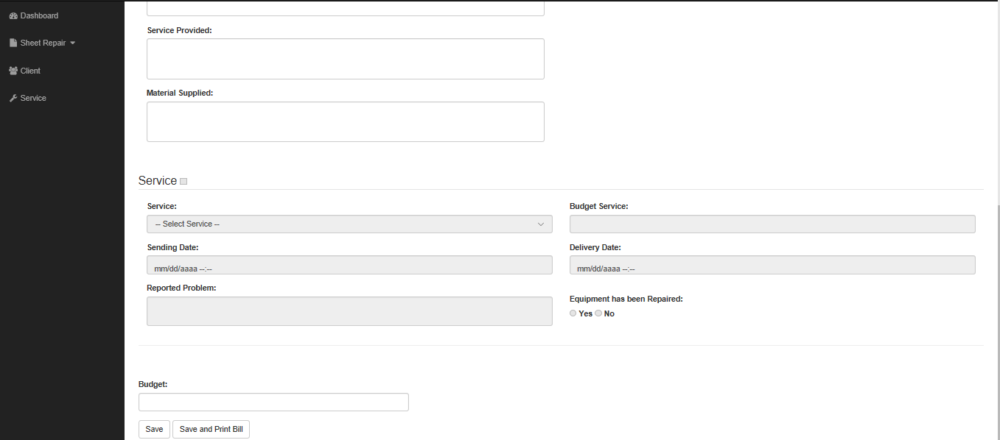 Dashboard
Sheet Repair
Client
Service
Service Provided:
Material Supplied:
Service
Service:
Budget Service:
-- Select Service --
Sending Date:
Delivery Date:
mm/dd/aaaa --:--
mm/dd/aaaa --:--
Reported Problem:
Equipment has been Repaired:
Yes No
Budget:
Save Save and Print Bill